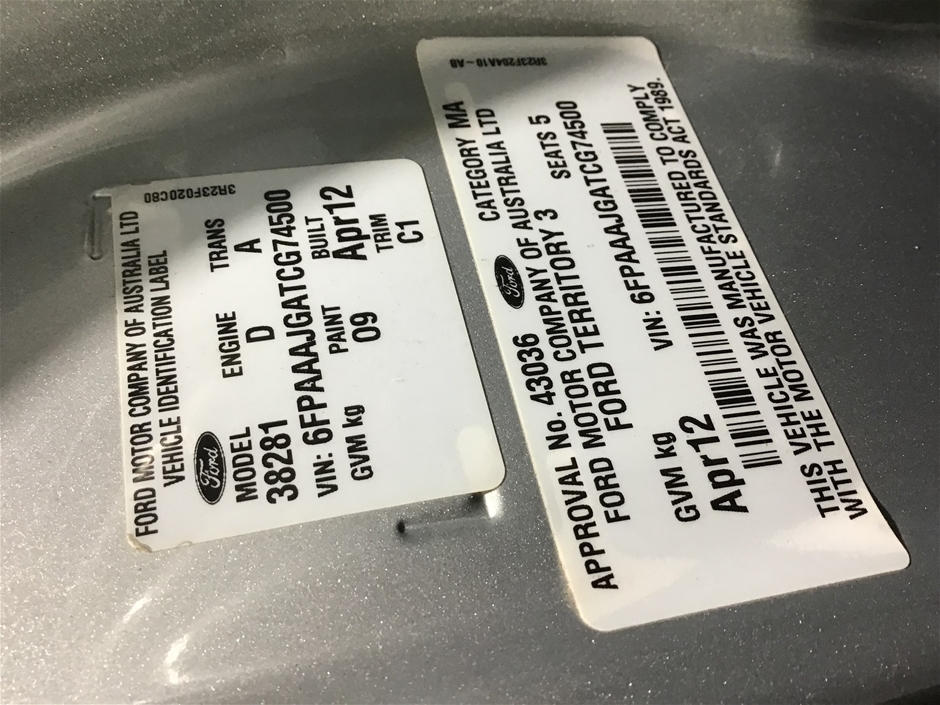 3R23F020C80
FORD MOTOR COMPANY OF AUSTRALIA LTD
VEHICLE IDENTIFICATION LABEL
Ford
MODEL ENGINE TRANS
38281 D A
VIN: 6FPAAAJGATCG74500
GVM kg PAINT BUILT
09 Apr12
TRIM
C1
3R23F204A10-AB
APPROVAL No. 43036 Ford CATEGORY MA
FORD MOTOR COMPANY OF AUSTRALIA LTD
FORD TERRITORY 3 SEATS 5
GVM kg VIN: 6FPAAAJGATCG74500
Apr12
THIS VEHICLE WAS MANUFACTURED TO COMPLY
WITH THE MOTOR VEHICLE STANDARDS ACT 1989.